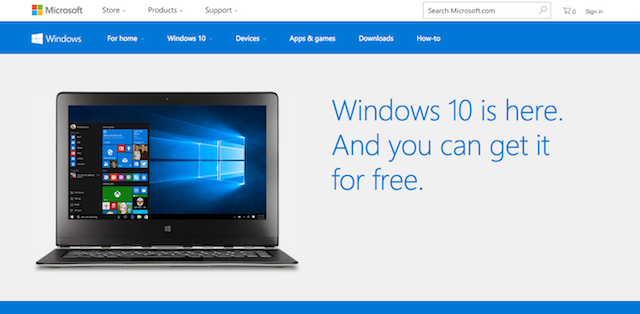 Microsoft Store Products Support Search Microsoft.com 0 Sign in
Windows For home Windows 10 Devices Apps & games Downloads How-to
Windows 10 is here.
And you can get it
for free.